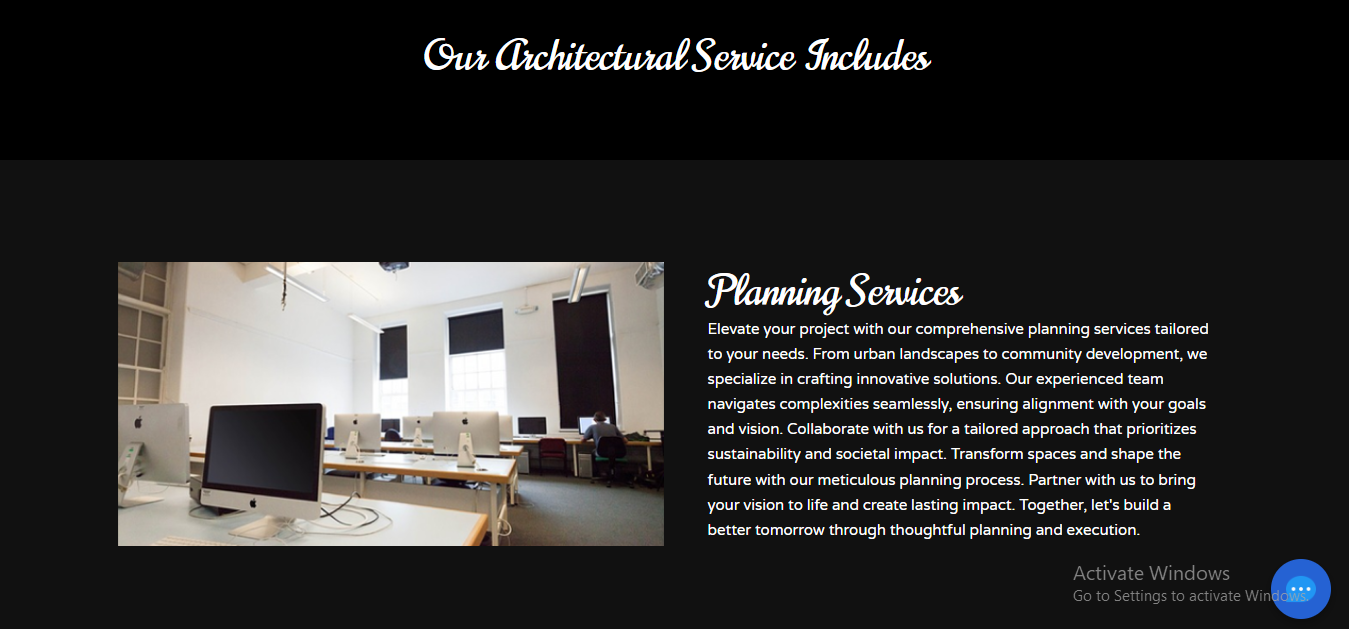 Our Architectural Service Includes
Planning Services
Elevate your project with our comprehensive planning services tailored
to your needs. From urban landscapes to community development, we
specialize in crafting innovative solutions. Our experienced team
navigates complexities seamlessly, ensuring alignment with your goals
and vision. Collaborate with us for a tailored approach that prioritizes
sustainability and societal impact. Transform spaces and shape the
future with our meticulous planning process. Partner with us to bring
your vision to life and create lasting impact. Together, let's build a
better tomorrow through thoughtful planning and execution.
Activate Windows
Go to Settings to activate Windows.